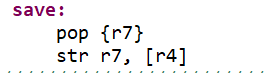 save:
    pop {r7}
    str r7, [r4]